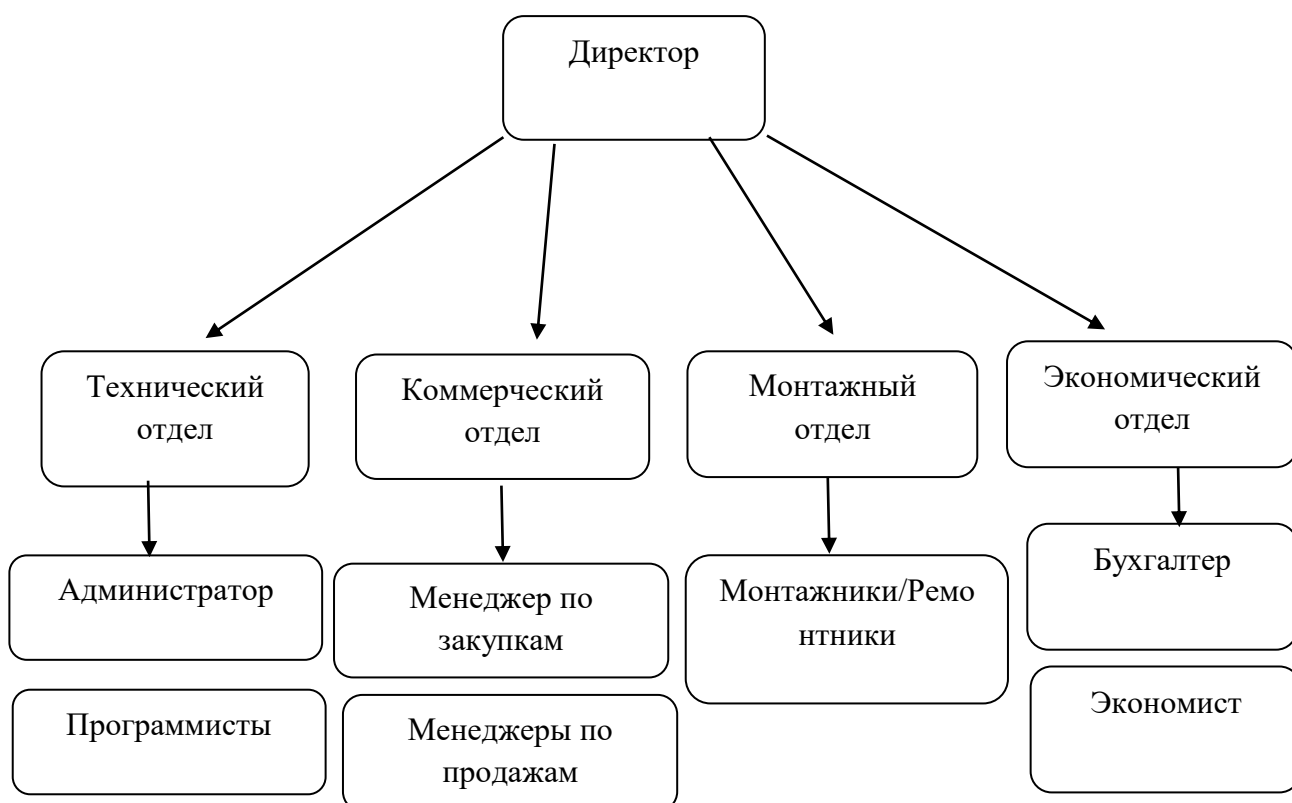 Директор
Технический
отдел
Коммерческий
отдел
Монтажный
отдел
Экономический
отдел
Администратор
Менеджер по
закупкам
Монтажники/Ремо
нтники
Бухгалтер
Программисты
Менеджеры по
продажам
Экономист